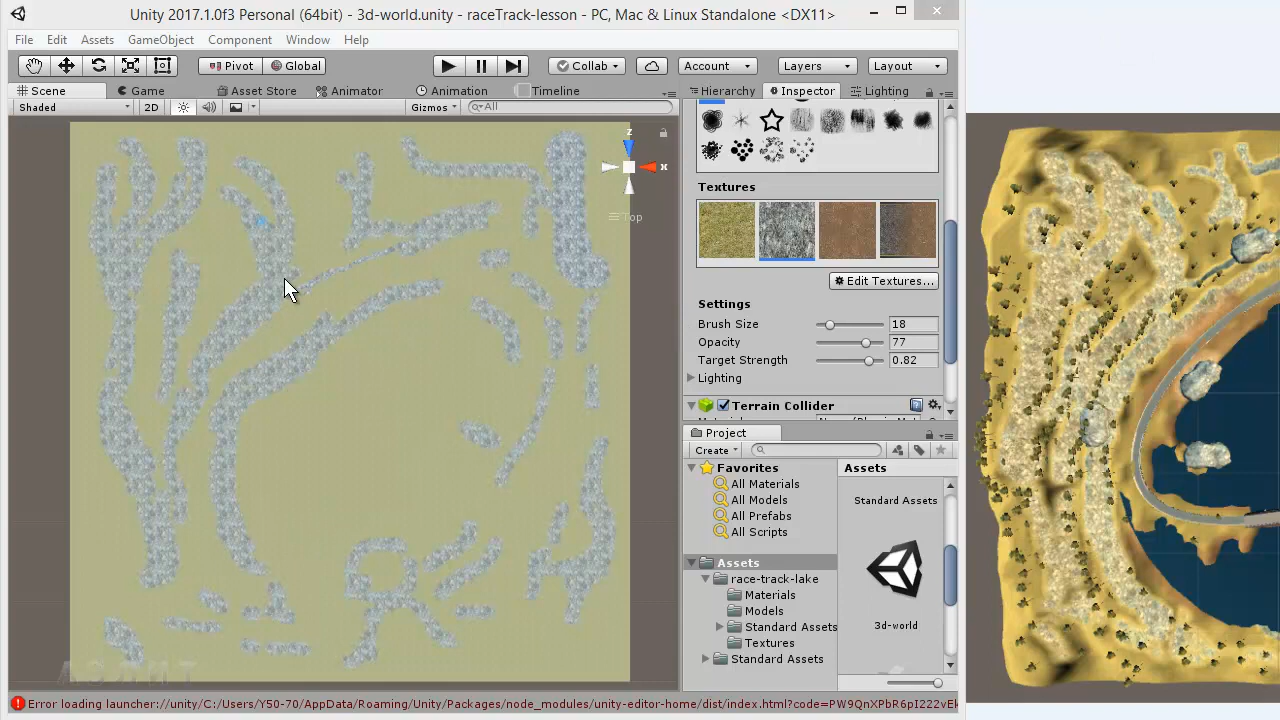 Unity 2017.1.0f3 Personal (64bit) - 3d-world.unity - raceTrack-lesson - PC, Mac & Linux Standalone <DX11>
File Edit Assets GameObject Component Window Help
Pivot Global Collab Account Layers Layout
Scene Game Asset Store Animator Animation Timeline Hierarchy Inspector Lighting
Shaded 2D Gizmos All
z
x
Top
Textures
Edit Textures...
Settings
Brush Size 18
Opacity 77
Target Strength 0.82
Lighting
Terrain Collider
Project
Create
Favorites
All Materials
All Models
All Prefabs
All Scripts
Assets
race-track-lake
Materials
Models
Standard Assets
Textures
Standard Assets
Assets
Standard Assets
3d-world
Error loading launcher://unity/C:/Users/Y50-70/AppData/Roaming/Unity/Packages/node_modules/unity-editor-home/dist/index.html?code=PW9QnXPbR6pI222vEk